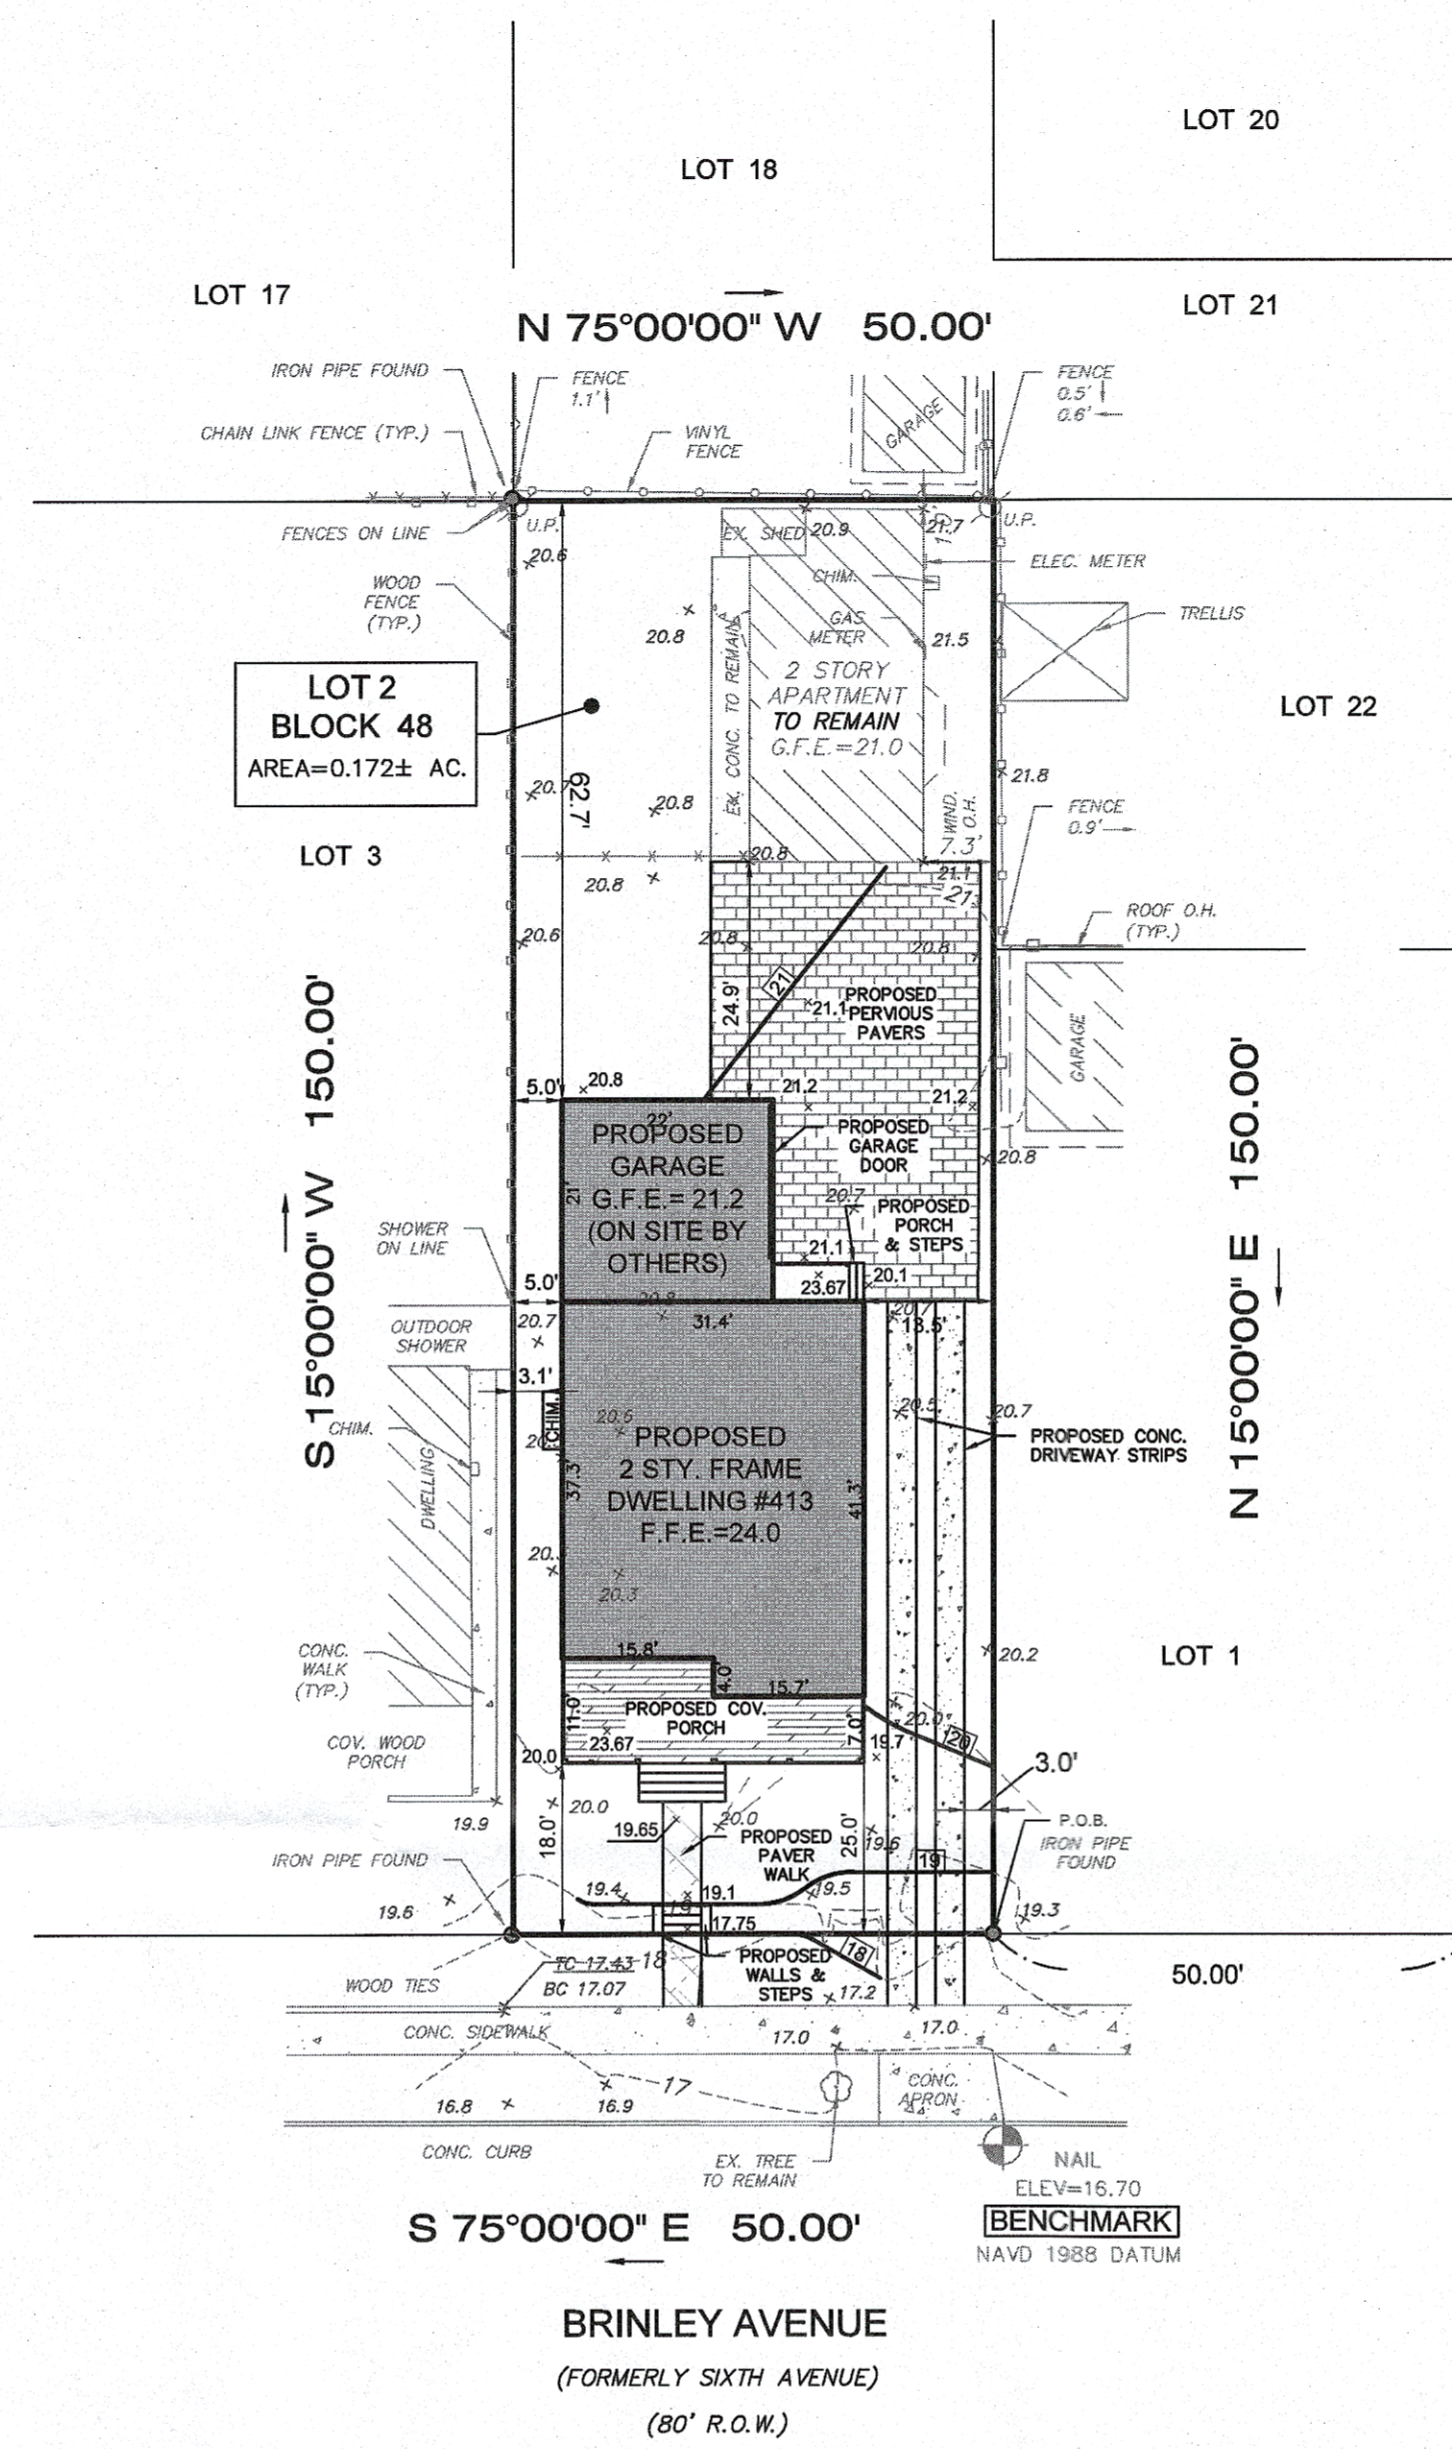 LOT 20
LOT 18
LOT 17
LOT 21
N 75°00'00" W 50.00'
IRON PIPE FOUND
FENCE
1.1'
FENCE
0.5'
0.6'
GARAGE
CHAIN LINK FENCE (TYP.)
VINYL
FENCE
FENCES ON LINE
U.P.
20.6
EX. SHED
20.9
21.7
U.P.
ELEC. METER
CHIM.
WOOD
FENCE
(TYP.)
20.8
GAS
METER
21.5
TRELLIS
EX. CONC. TO REMAIN
2 STORY
APARTMENT
TO REMAIN
G.F.E.=21.0
LOT 2
BLOCK 48
AREA=0.172± AC.
LOT 22
62.7'
20.8
21.8
WIND.
O.H.
FENCE
0.9'
7.3'
LOT 3
20.8
20.8
21.1
21
20.6
20.8
20.8
ROOF O.H.
(TYP.)
24.9'
21
21.1
PROPOSED
PERVIOUS
PAVERS
GARAGE
S 15°00'00" W 150.00'
N 15°00'00" E 150.00'
5.0'
20.8
21.2
21.2
22'
PROPOSED
GARAGE
G.F.E.= 21.2
(ON SITE BY
OTHERS)
21'
PROPOSED
GARAGE
DOOR
20.8
20.7
PROPOSED
PORCH
& STEPS
SHOWER
ON LINE
21.1
23.67
20.1
5.0'
20.8
20.7
13.5'
31.4'
20.7
OUTDOOR
SHOWER
3.1'
CHIM.
CHIM.
20.5
20.5
20.7
PROPOSED CONC.
DRIVEWAY STRIPS
DWELLING
PROPOSED
2 STY. FRAME
DWELLING #413
F.F.E.=24.0
37.3'
41.3'
20.3
15.8'
4.0'
15.7'
CONC.
WALK
(TYP.)
20.2
LOT 1
11.0'
PROPOSED COV.
PORCH
23.67
7.0'
20.0
20
19.7
COV. WOOD
PORCH
20.0
3.0'
19.9
20.0
18.0'
19.65
20.0
PROPOSED
PAVER
WALK
25.0'
19.6
P.O.B.
IRON PIPE
FOUND
IRON PIPE FOUND
19
19.6
19.4
19.1
19.5
19.3
17.75
TC 17.43
18
BC 17.07
PROPOSED
WALLS &
STEPS
18
17.2
50.00'
WOOD TIES
CONC. SIDEWALK
17.0
17.0
17
16.8
16.9
CONC.
APRON
CONC. CURB
EX. TREE
TO REMAIN
NAIL
ELEV=16.70
BENCHMARK
NAVD 1988 DATUM
S 75°00'00" E 50.00'
BRINLEY AVENUE
(FORMERLY SIXTH AVENUE)
(80' R.O.W.)